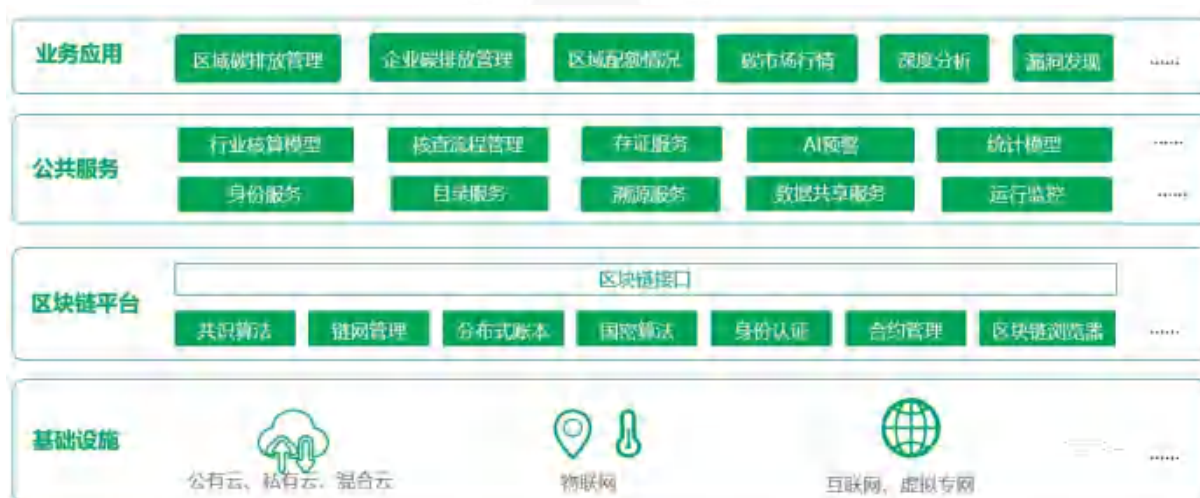 业务应用
区域碳排放管理 企业碳排放管理 区域配额情况 碳市场行情 深度分析 漏洞发现 ......
公共服务
行业核算模型 核查流程管理 存证服务 AI预警 统计模型 ......
身份服务 目录服务 溯源服务 数据共享服务 运行监控 ......
区块链平台
区块链接口
共识算法 链网管理 分布式账本 国密算法 身份认证 合约管理 区块链浏览器 ......
基础设施
公有云、私有云、混合云 物联网 互联网、虚拟专网 ......